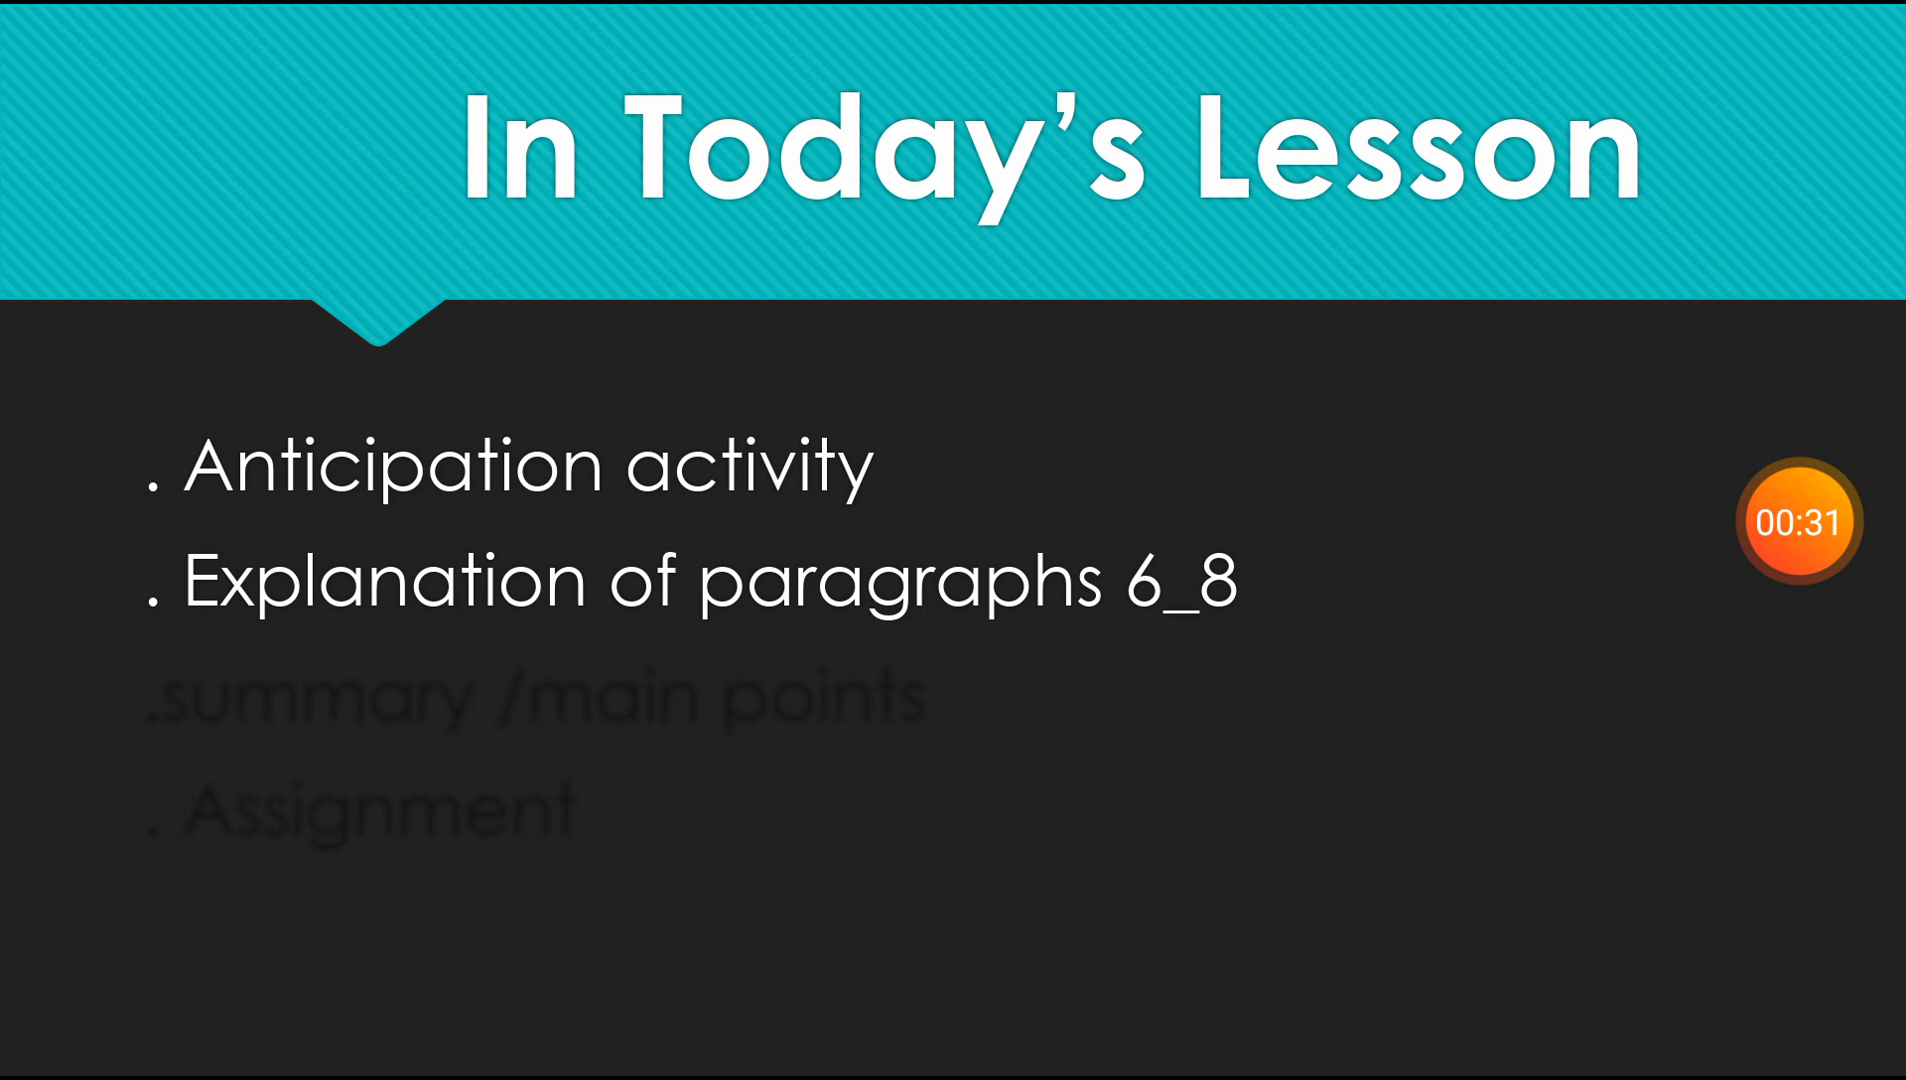 In Today’s Lesson
. Anticipation activity
. Explanation of paragraphs 6_8
.summary /main points
. Assignment
00:31